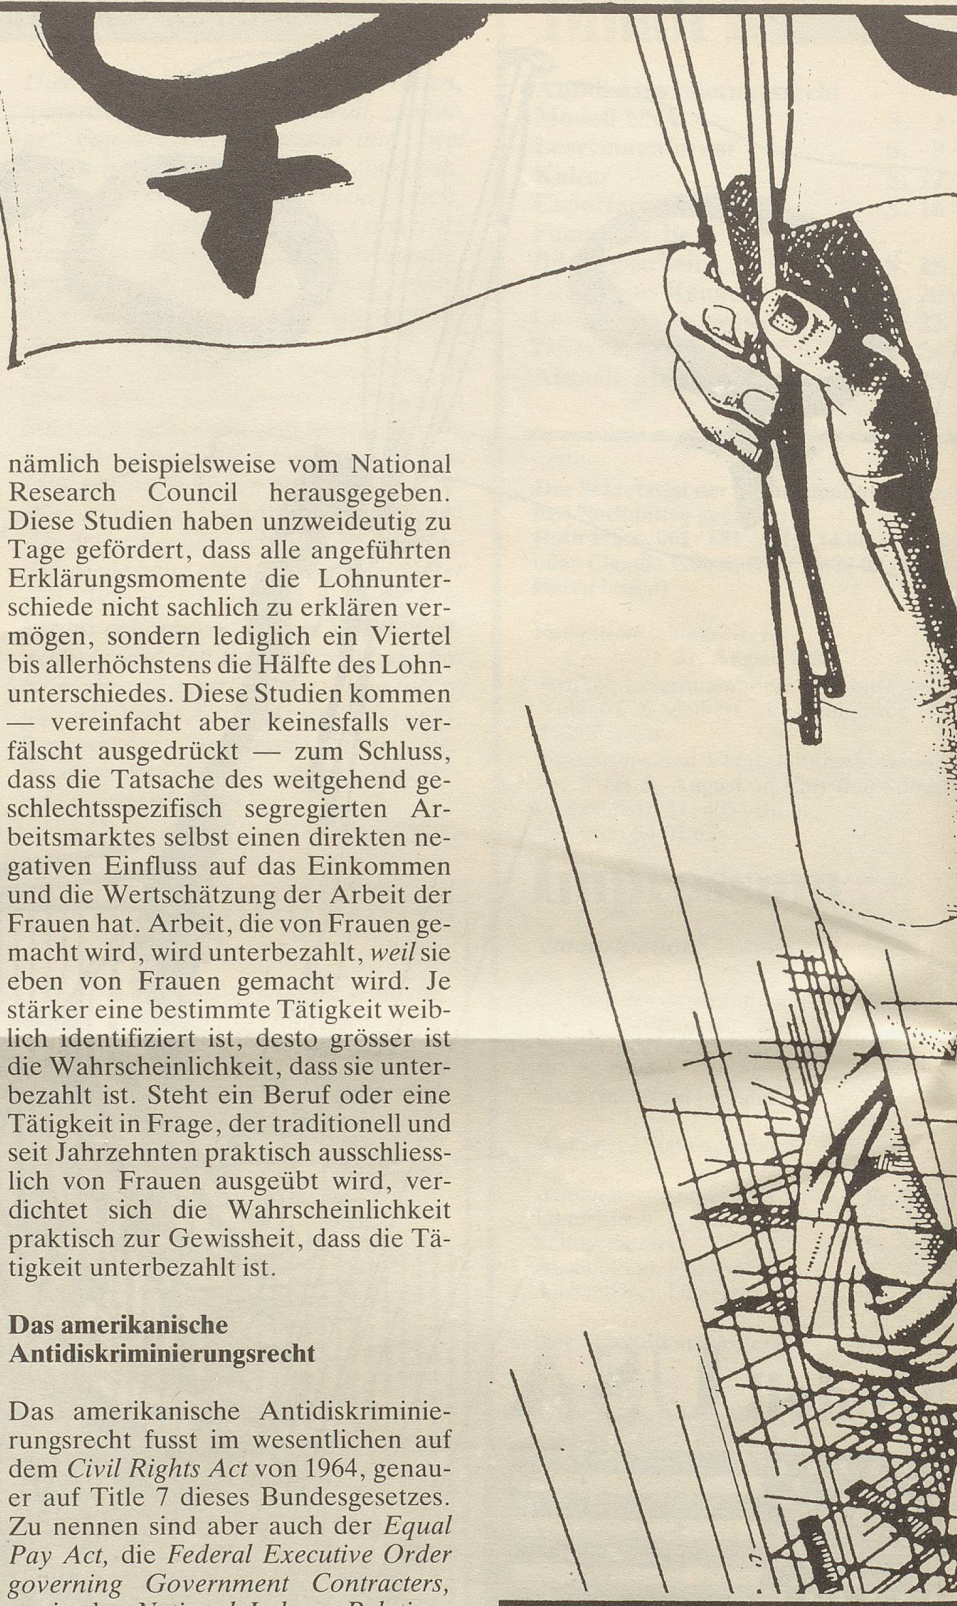 nämlich beispielsweise vom National
Research Council herausgegeben.
Diese Studien haben unzweideutig zu
Tage gefördert, dass alle angeführten
Erklärungsmomente die Lohnunter-
schiede nicht sachlich zu erklären ver-
mögen, sondern lediglich ein Viertel
bis allerhöchstens die Hälfte des Lohn-
unterschiedes. Diese Studien kommen
— vereinfacht aber keinesfalls ver-
fälscht ausgedrückt — zum Schluss,
dass die Tatsache des weitgehend ge-
schlechtsspezifisch segregierten Ar-
beitsmarktes selbst einen direkten ne-
gativen Einfluss auf das Einkommen
und die Wertschätzung der Arbeit der
Frauen hat. Arbeit, die von Frauen ge-
macht wird, wird unterbezahlt, weil sie
eben von Frauen gemacht wird. Je
stärker eine bestimmte Tätigkeit weib-
lich identifiziert ist, desto grösser ist
die Wahrscheinlichkeit, dass sie unter-
bezahlt ist. Steht ein Beruf oder eine
Tätigkeit in Frage, der traditionell und
seit Jahrzehnten praktisch ausschliess-
lich von Frauen ausgeübt wird, ver-
dichtet sich die Wahrscheinlichkeit
praktisch zur Gewissheit, dass die Tä-
tigkeit unterbezahlt ist.
Das amerikanische
Antidiskriminierungsrecht
Das amerikanische Antidiskriminie-
rungsrecht fusst im wesentlichen auf
dem Civil Rights Act von 1964, genau-
er auf Title 7 dieses Bundesgesetzes.
Zu nennen sind aber auch der Equal
Pay Act, die Federal Executive Order
governing Government Contracters,
National Labor Relations